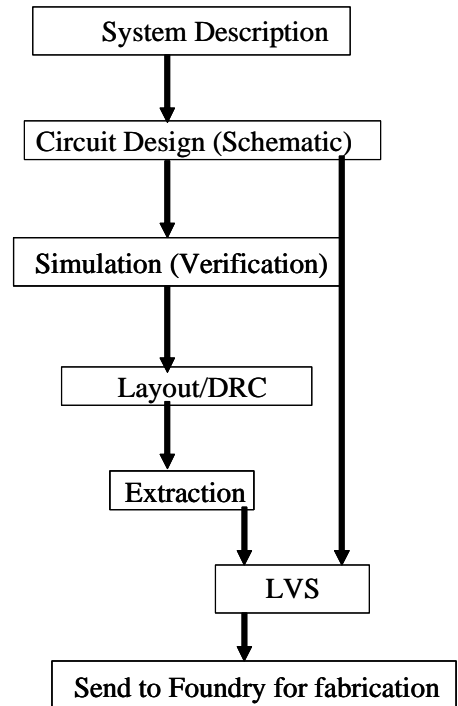 System Description
Circuit Design (Schematic)
Simulation (Verification)
Layout/DRC
Extraction
LVS
Send to Foundry for fabrication